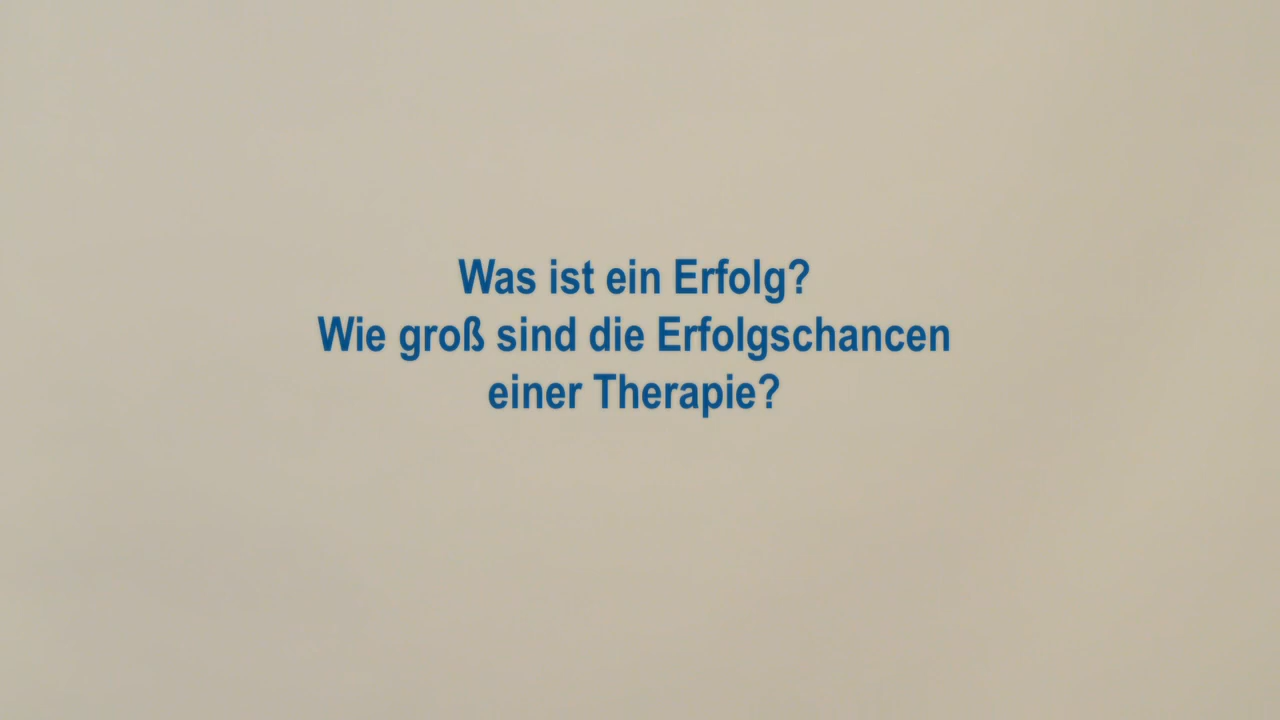 Was ist ein Erfolg?
Wie groß sind die Erfolgschancen
einer Therapie?